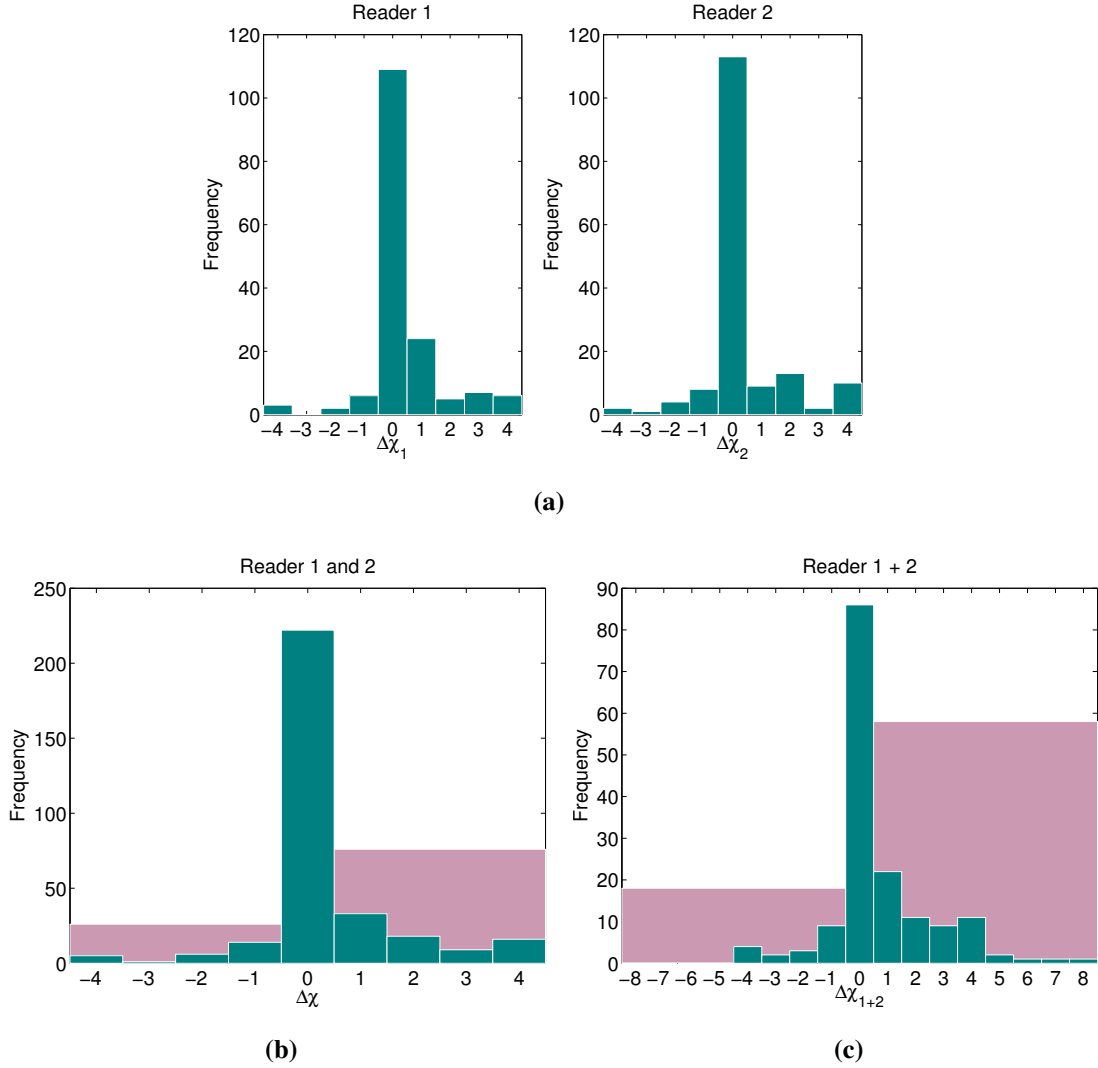 Reader 1
Reader 2
120
100
80
60
40
20
0
Frequency
−4 −3 −2 −1 0 1 2 3 4
Δχ1
120
100
80
60
40
20
0
Frequency
−4 −3 −2 −1 0 1 2 3 4
Δχ2
(a)
Reader 1 and 2
250
200
150
100
50
0
Frequency
−4 −3 −2 −1 0 1 2 3 4
Δχ
(b)
Reader 1 + 2
90
80
70
60
50
40
30
20
10
0
Frequency
−8 −7 −6 −5 −4 −3 −2 −1 0 1 2 3 4 5 6 7 8
Δχ1+2
(c)